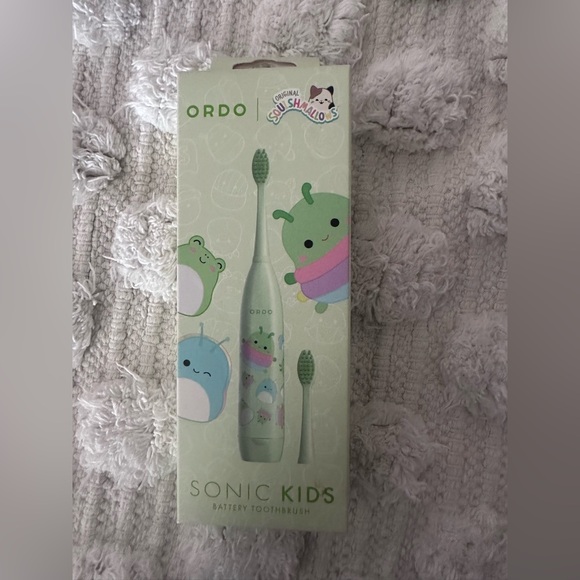 ORDO
ORIGINAL
SQUISHMALLOWS
ORDO
SONIC KIDS
BATTERY TOOTHBRUSH